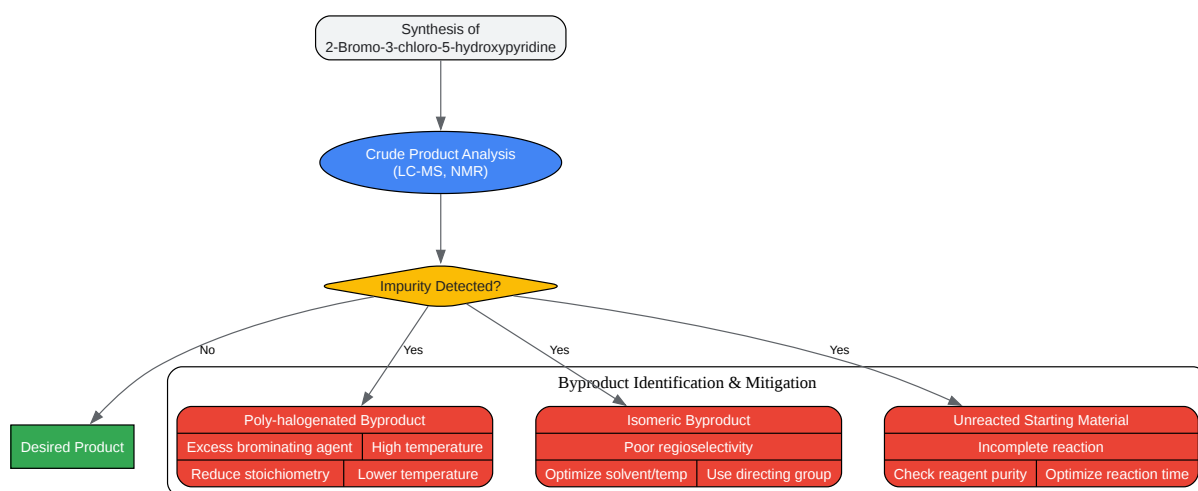 Synthesis of
2-Bromo-3-chloro-5-hydroxypyridine
Crude Product Analysis
(LC-MS, NMR)
Impurity Detected?
No
Yes
Yes
Yes
Byproduct Identification & Mitigation
Desired Product
Poly-halogenated Byproduct
Excess brominating agent
High temperature
Reduce stoichiometry
Lower temperature
Isomeric Byproduct
Poor regioselectivity
Optimize solvent/temp
Use directing group
Unreacted Starting Material
Incomplete reaction
Check reagent purity
Optimize reaction time